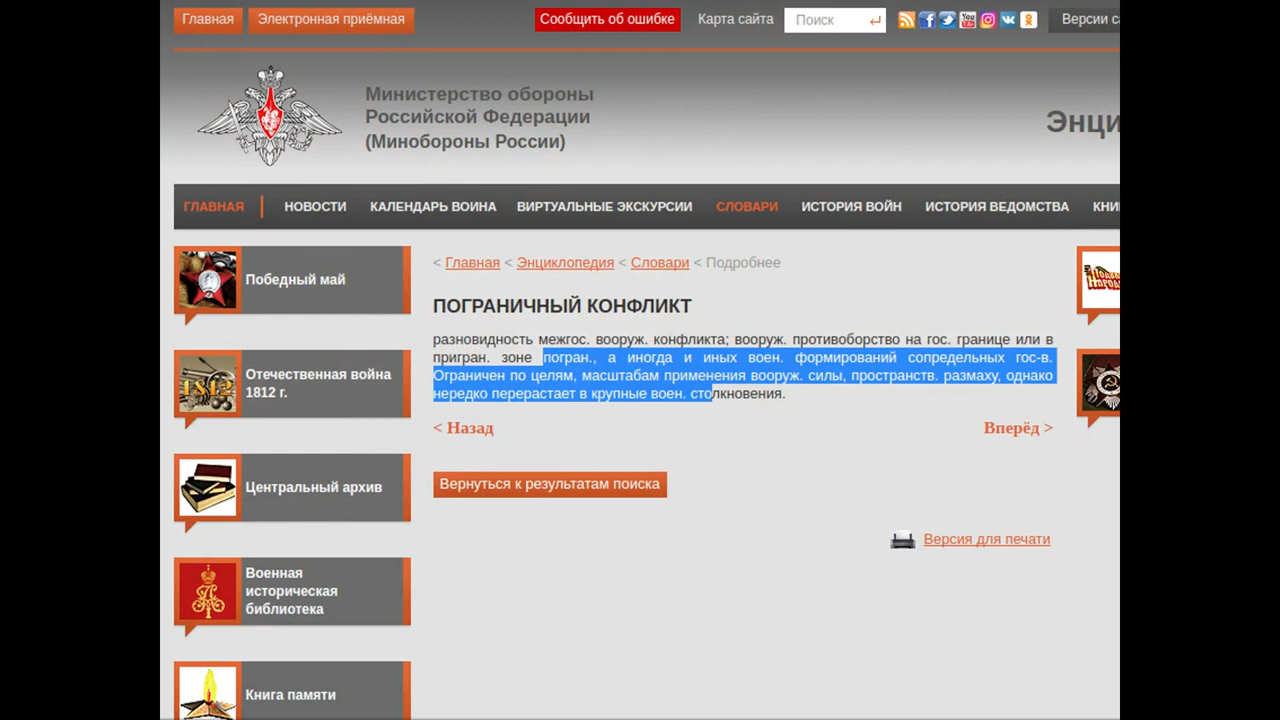 Главная
Электронная приёмная
Сообщить об ошибке
Карта сайта
Поиск
You
Версии
Министерство обороны
Российской Федерации
(Минобороны России)
ГЛАВНАЯ
НОВОСТИ
КАЛЕНДАРЬ ВОИНА
ВИРТУАЛЬНЫЕ ЭКСКУРСИИ
СЛОВАРИ
ИСТОРИЯ ВОЙН
ИСТОРИЯ ВЕДОМСТВА
Победный май
1812
Отечественная война
1812 г.
Центральный архив
Военная
историческая
библиотека
Книга памяти
< Главная < Энциклопедия < Словари < Подробнее
ПОГРАНИЧНЫЙ КОНФЛИКТ
разновидность межгос. вооруж. конфликта; вооруж. противоборство на гос. границе или в
пригран. зоне погран., а иногда и иных воен. формирований сопредельных гос-в.
Ограничен по целям, масштабам применения вооруж. силы, пространств. размаху, однако
нередко перерастает в крупные воен. столкновения.
< Назад
Вперёд >
Вернуться к результатам поиска
Версия для печати